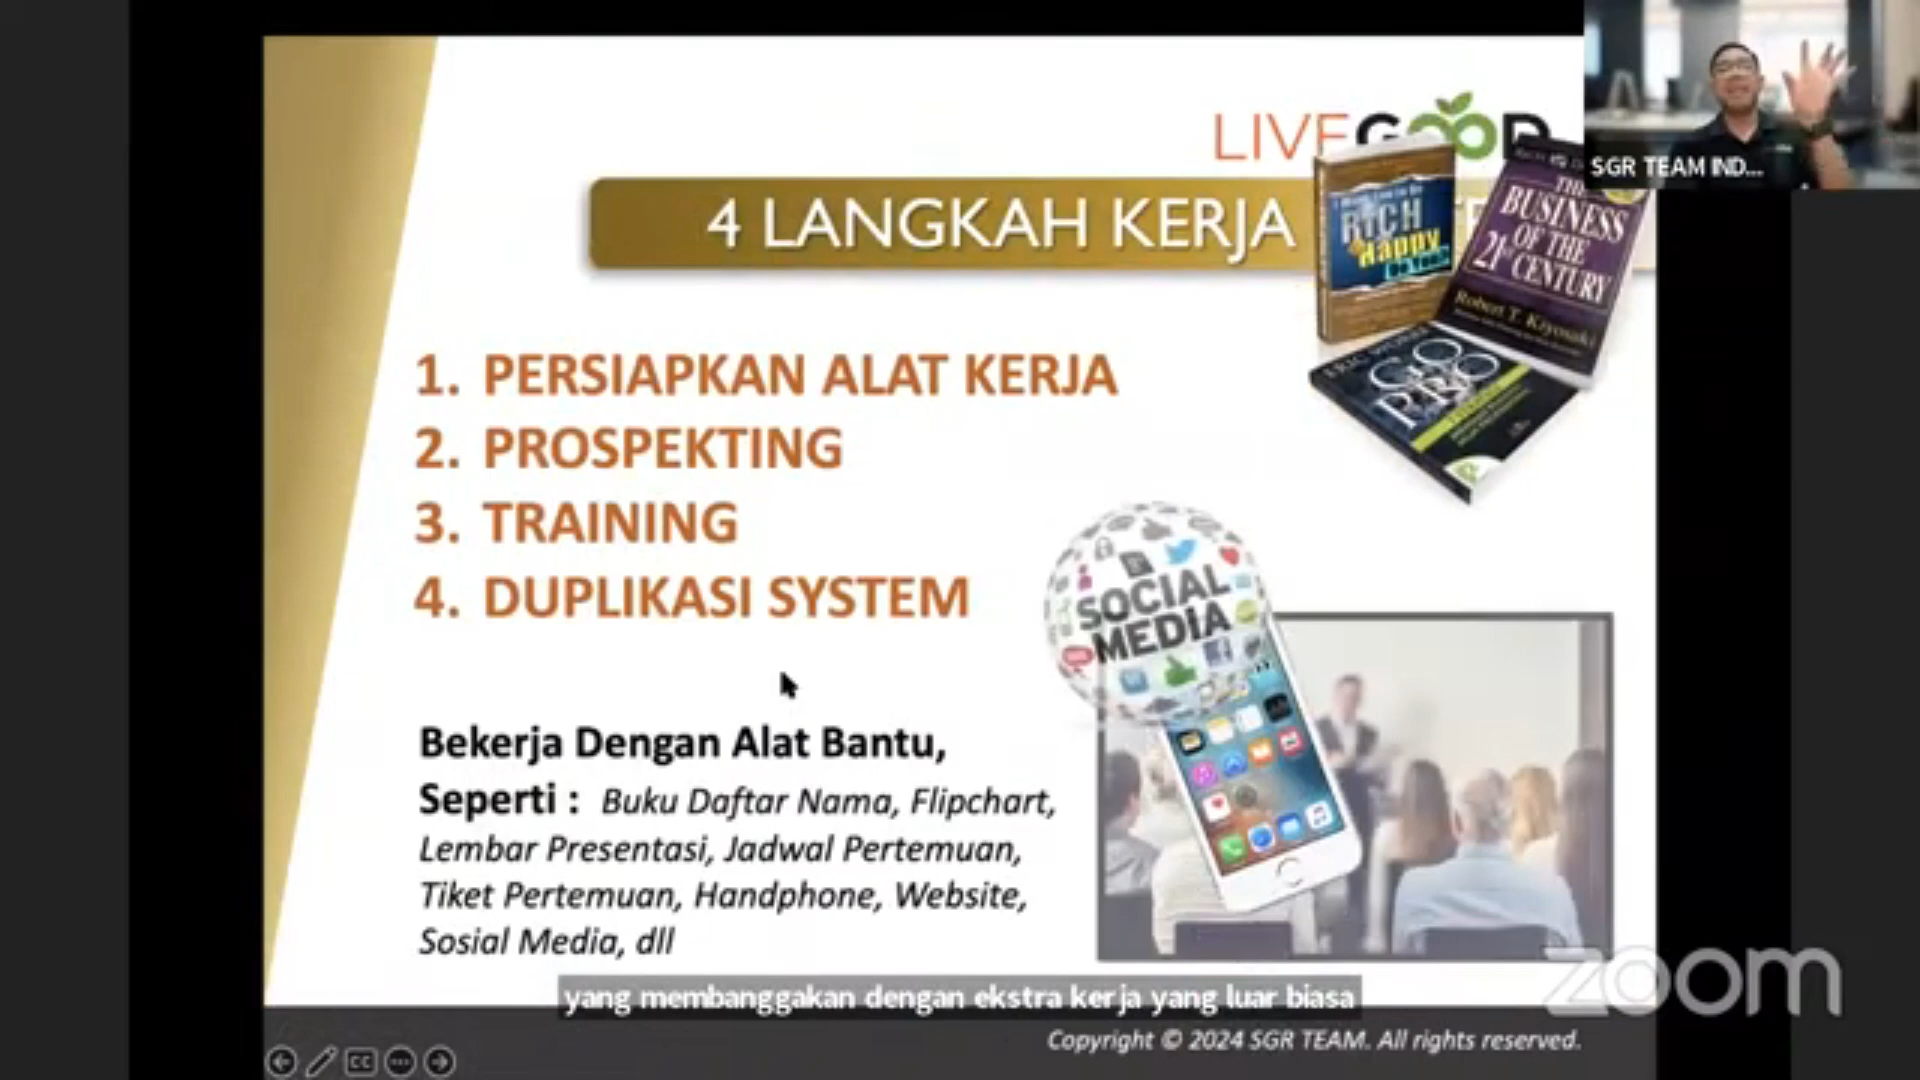 LIVEGOOD
SGR TEAM IND...
4 LANGKAH KERJA
RICH
Happy
THE
BUSINESS
OF THE
21st CENTURY
Robert T. Kiyosaki
GO
PRO
1. PERSIAPKAN ALAT KERJA
2. PROSPEKTING
3. TRAINING
4. DUPLIKASI SYSTEM
SOCIAL
MEDIA
Bekerja Dengan Alat Bantu,
Seperti : Buku Daftar Nama, Flipchart,
Lembar Presentasi, Jadwal Pertemuan,
Tiket Pertemuan, Handphone, Website,
Sosial Media, dll
zoom
yang membanggakan dengan ekstra kerja yang luar biasa
Copyright © 2024 SGR TEAM. All rights reserved.
CC